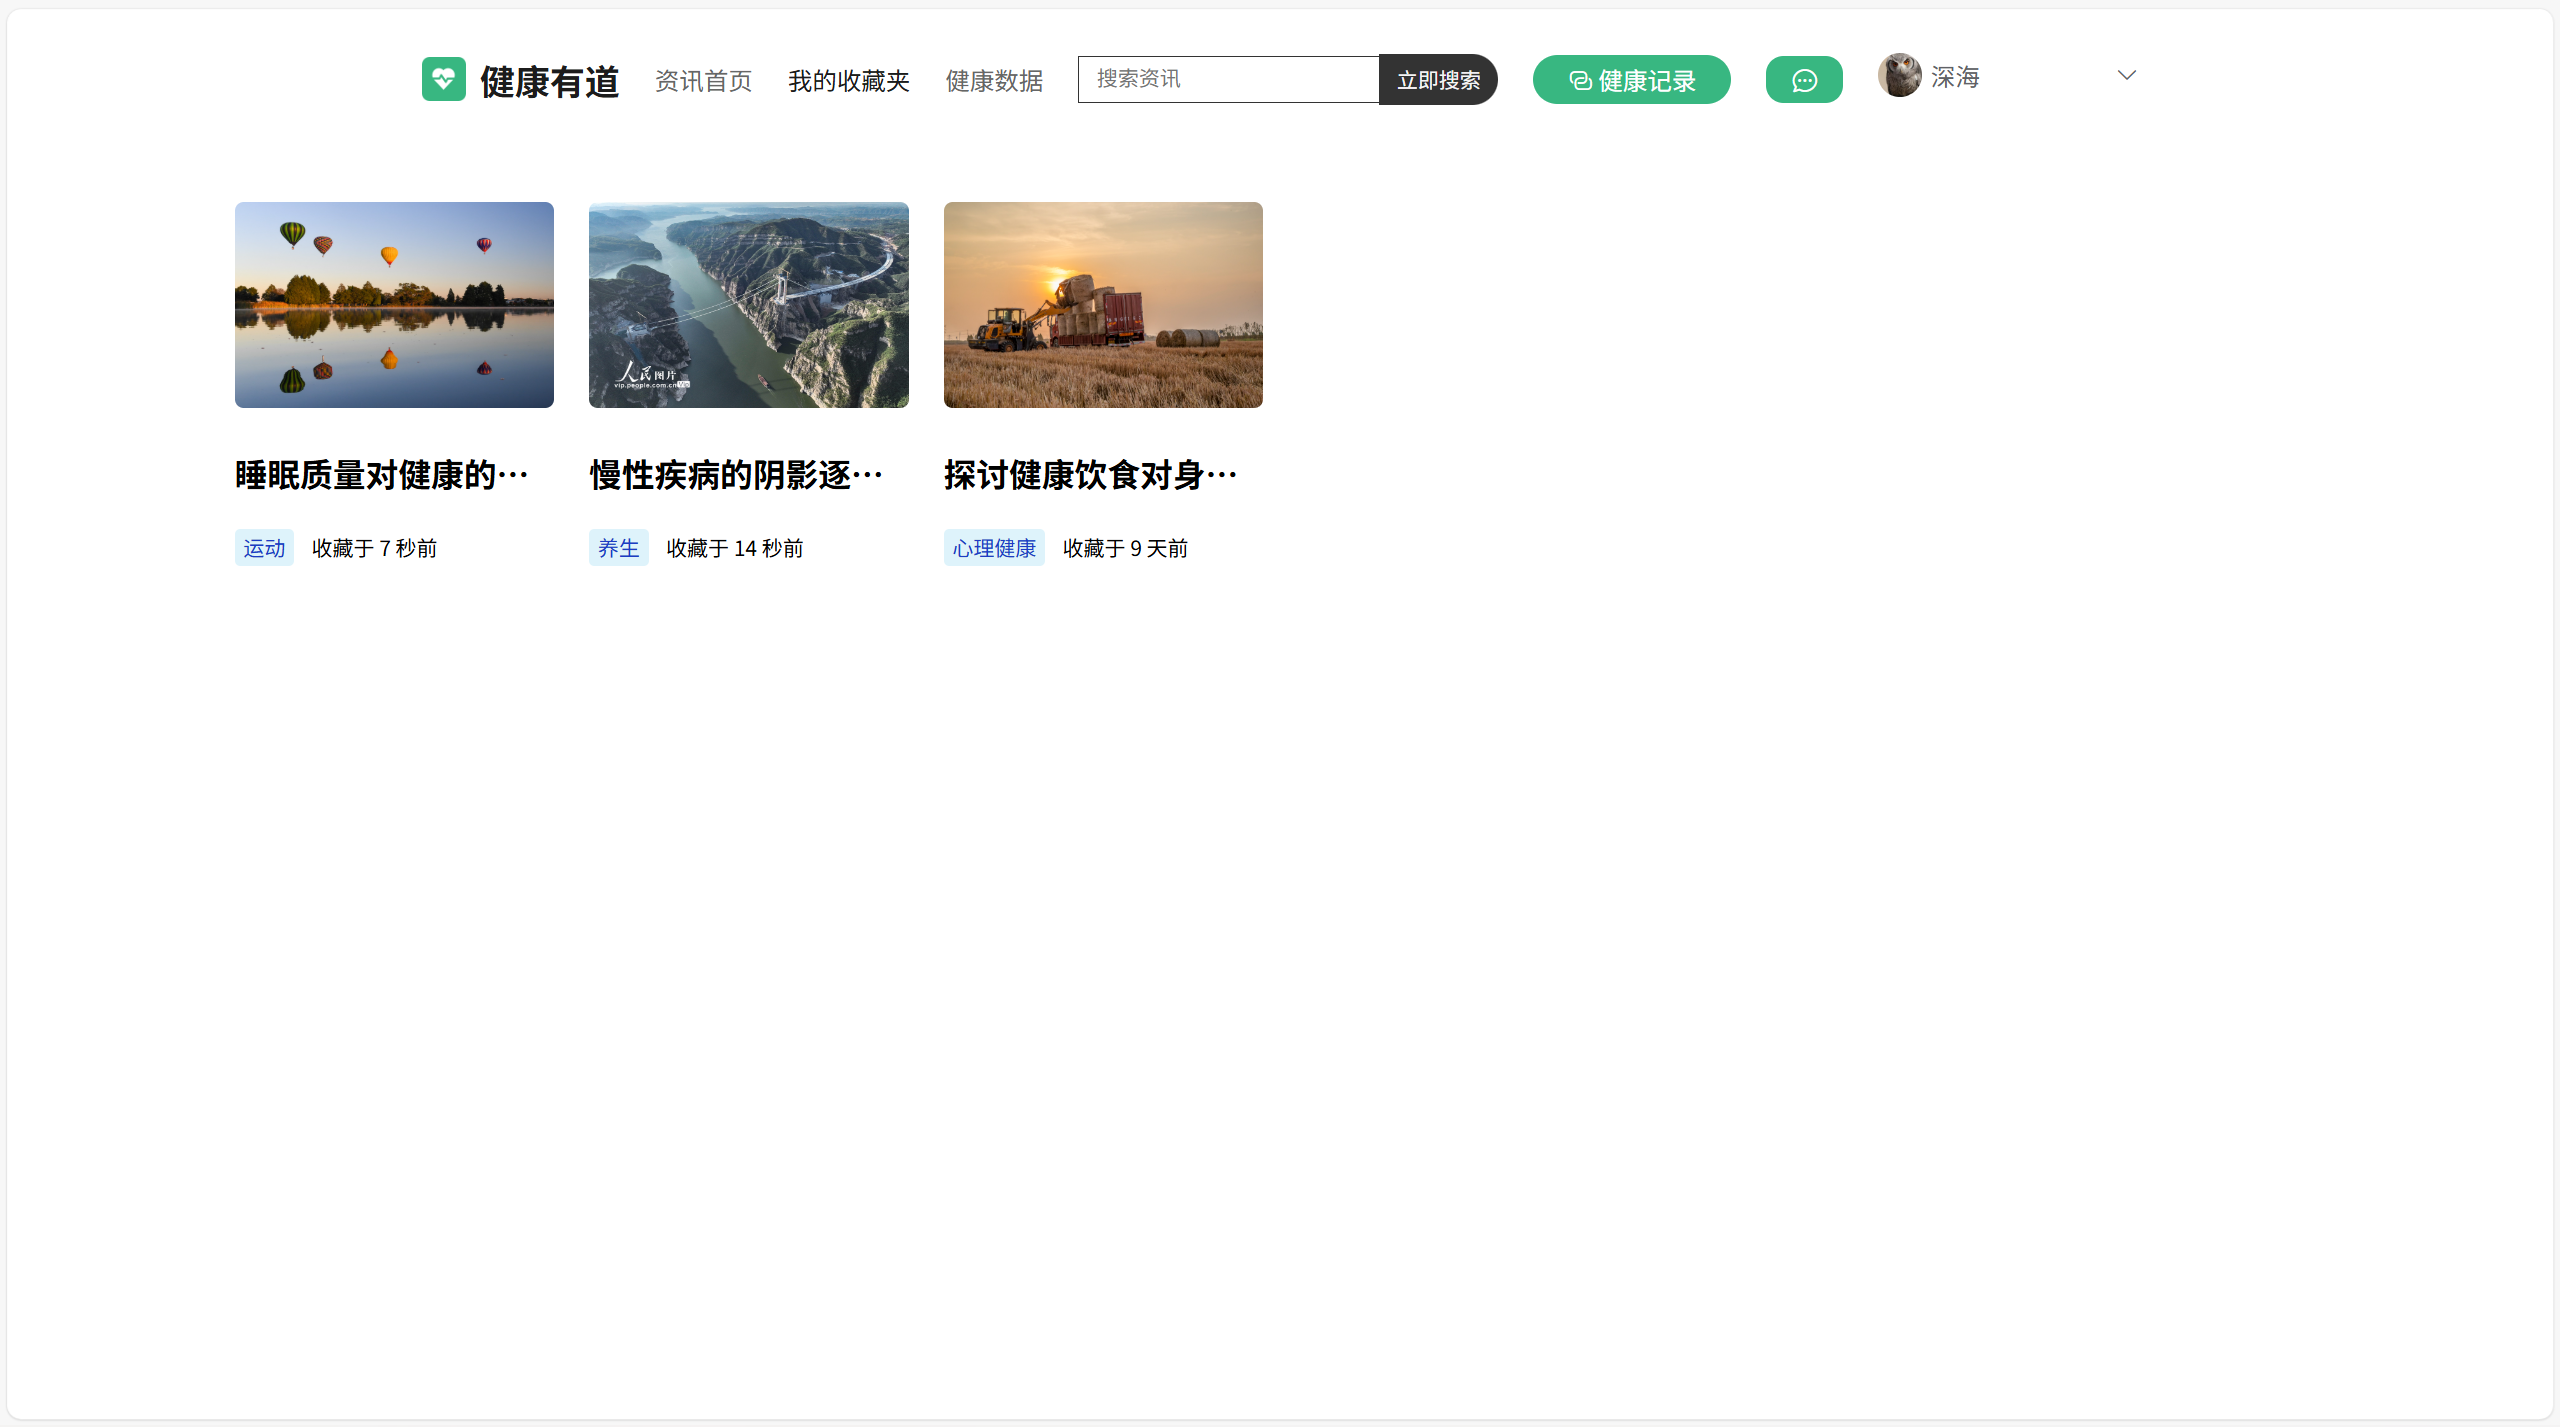 健康有道 资讯首页 我的收藏夹 健康数据 搜索资讯 立即搜索 健康记录 深海
人民图片
vip.people.com.cn
睡眠质量对健康的… 慢性疾病的阴影逐… 探讨健康饮食对身…
运动 收藏于 7 秒前 养生 收藏于 14 秒前 心理健康 收藏于 9 天前